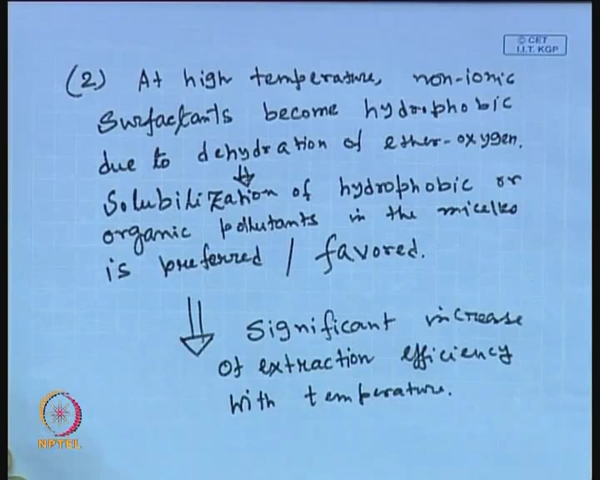 © CET
I.I.T. KGP
(2) At high temperature, non-ionic
surfactants become hydrophobic
due to dehydration of ether-oxygen.
⇓
Solubilization of hydrophobic or
organic pollutants in the micelles
is preferred / favored.
⇓ Significant increase
of extraction efficiency
with temperature.
NPTEL